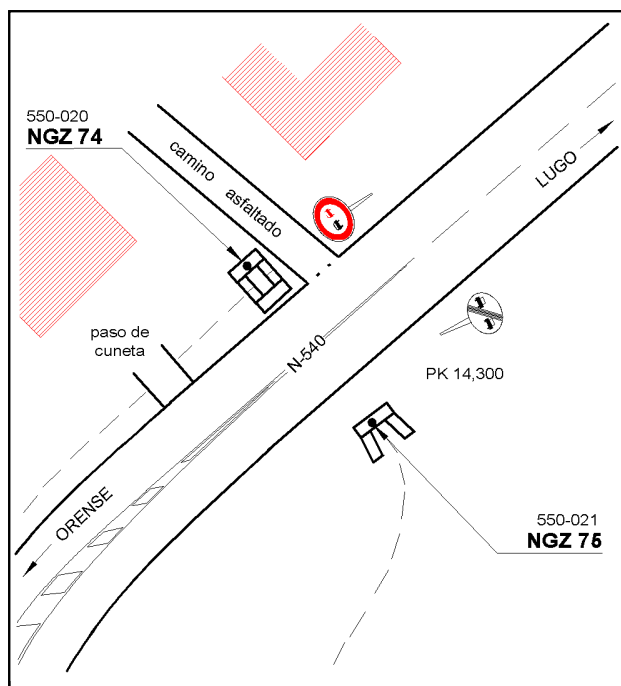 550-020
NGZ 74
camino asfaltado
LUGO
paso de
cuneta
N-540
PK 14,300
ORENSE
550-021
NGZ 75